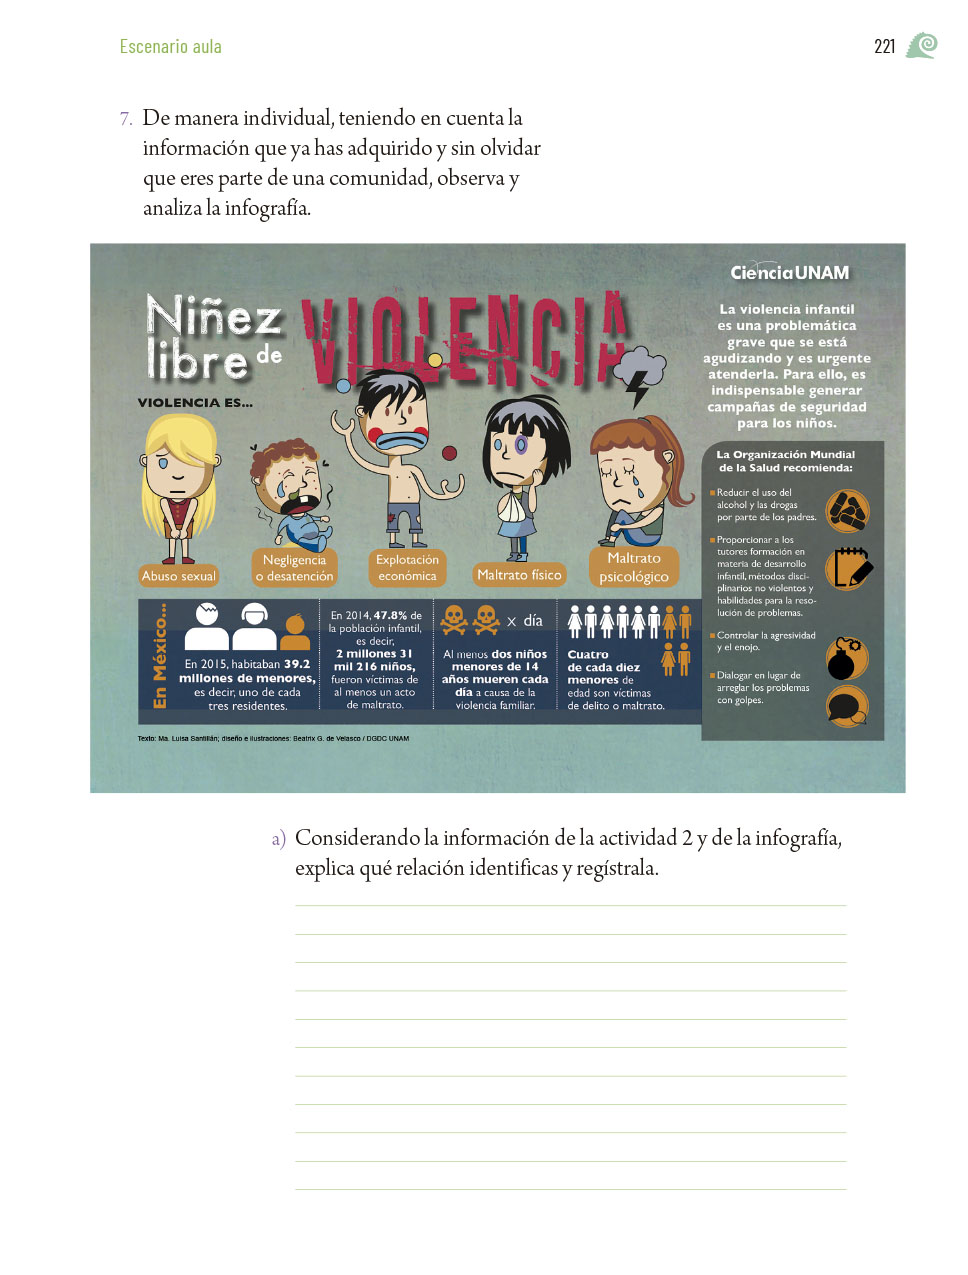 Escenario aula
221
7. De manera individual, teniendo en cuenta la
información que ya has adquirido y sin olvidar
que eres parte de una comunidad, observa y
analiza la infografía.
Ciencia UNAM
Niñez
libre de
VIOLENCIA
VIOLENCIA ES...
Abuso sexual
Negligencia
o desatención
Explotación
económica
Maltrato físico
Maltrato
psicológico
La violencia infantil
es una problemática
grave que se está
agudizando y es urgente
atenderla. Para ello, es
indispensable generar
campañas de seguridad
para los niños.
La Organización Mundial
de la Salud recomienda:
Reducir el uso del
alcohol y las drogas
por parte de los padres.
Proporcionar a los
tutores formación en
materia de desarrollo
infantil, métodos disci-
plinarios no violentos y
habilidades para la reso-
lución de problemas.
Controlar la agresividad
y el enojo.
Dialogar en lugar de
arreglar los problemas
con golpes.
En México...
En 2015, habitaban 39.2
millones de menores,
es decir, uno de cada
tres residentes.
En 2014, 47.8% de
la población infantil,
es decir,
2 millones 31
mil 216 niños,
fueron víctimas de
al menos un acto
de maltrato.
x día
Al menos dos niños
menores de 14
años mueren cada
día a causa de la
violencia familiar.
Cuatro
de cada diez
menores de
edad son víctimas
de delito o maltrato.
Texto: Ma. Luisa Santillán; diseño e ilustraciones: Beatrix G. de Velasco / DGDC UNAM
a) Considerando la información de la actividad 2 y de la infografía,
explica qué relación identificas y regístrala.